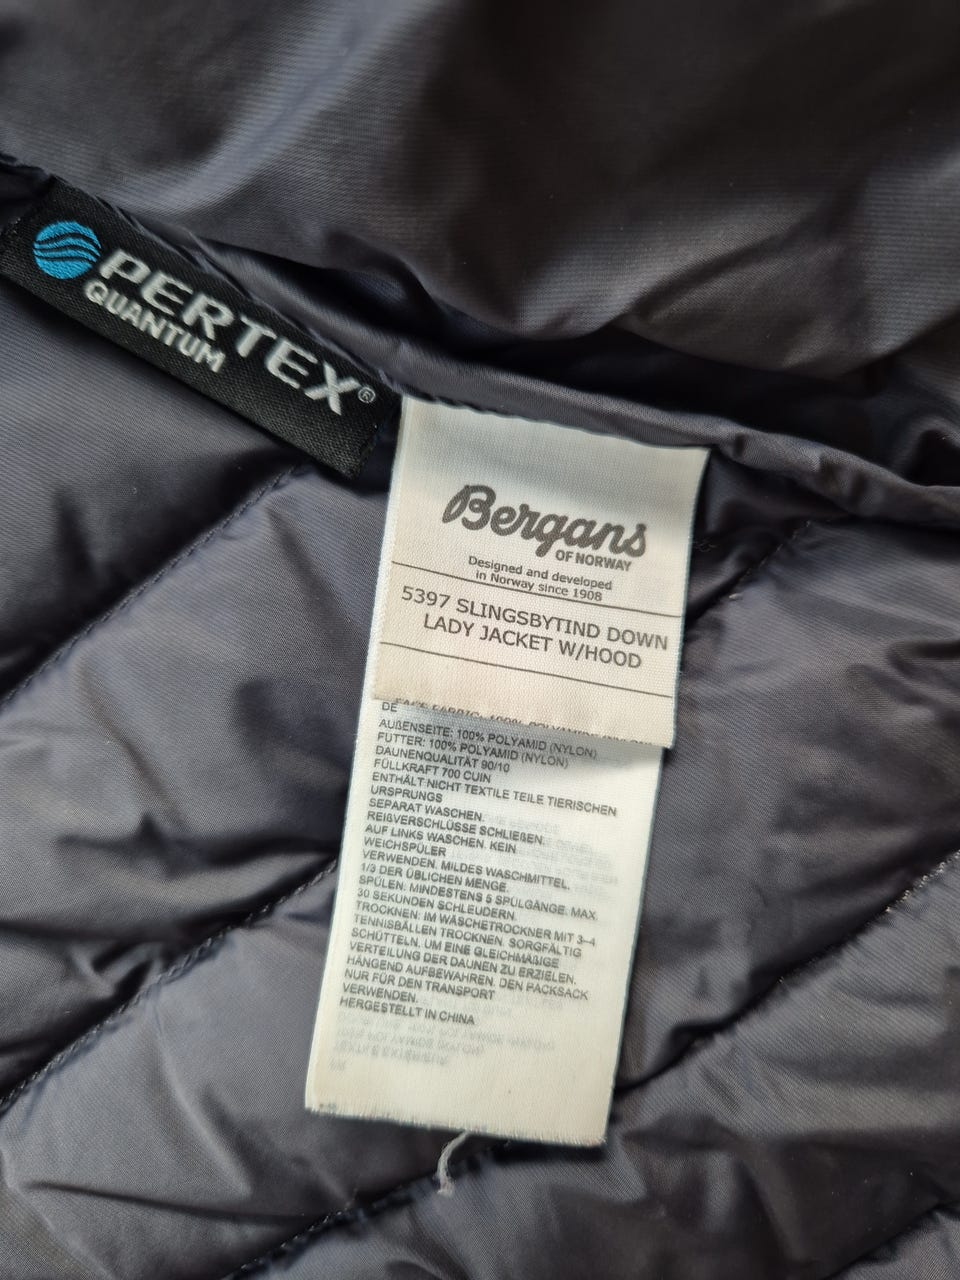 PERTEX®
QUANTUM
Bergans
OF NORWAY
Designed and developed
in Norway since 1908
5397 SLINGSBYTIND DOWN
LADY JACKET W/HOOD
DE
AUßENSEITE: 100% POLYAMID (NYLON)
FUTTER: 100% POLYAMID (NYLON)
DAUNENQUALITÄT 90/10
FÜLLKRAFT 700 CUIN
ENTHÄLT NICHT TEXTILE TEILE TIERISCHEN
URSPRUNGS
SEPARAT WASCHEN.
REIßVERSCHLÜSSE SCHLIEßEN.
AUF LINKS WASCHEN. KEIN
WEICHSPÜLER
VERWENDEN. MILDES WASCHMITTEL.
1/3 DER ÜBLICHEN MENGE.
SPÜLEN: MINDESTENS 5 SPÜLGÄNGE. MAX
30 SEKUNDEN SCHLEUDERN.
TROCKNEN: IM WÄSCHETROCKNER MIT 3–4
TENNISBÄLLEN TROCKNEN. SORGFÄLTIG
SCHÜTTELN, UM EINE GLEICHMÄßIGE
VERTEILUNG DER DAUNEN ZU ERZIELEN.
HÄNGEND AUFBEWAHREN. DEN PACKSACK
NUR FÜR DEN TRANSPORT
VERWENDEN.
HERGESTELLT IN CHINA